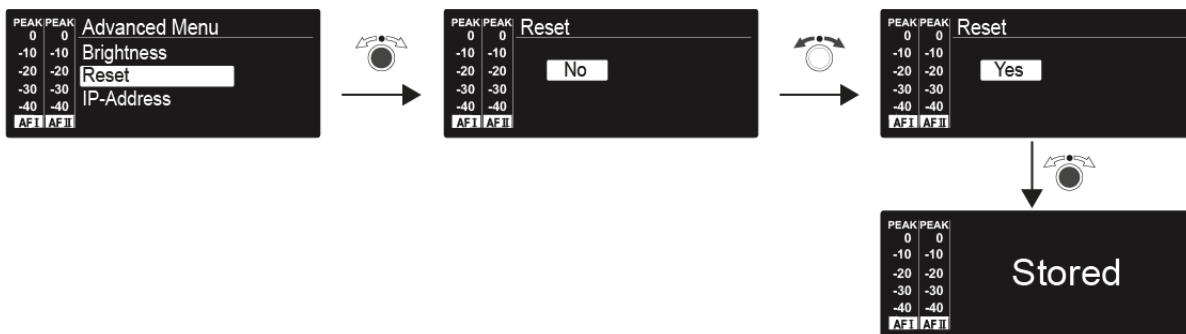 PEAK PEAK
0 0
-10 -10
-20 -20
-30 -30
-40 -40
AF I AF II
Advanced Menu
Brightness
Reset
IP-Address
PEAK PEAK
0 0
-10 -10
-20 -20
-30 -30
-40 -40
AF I AF II
Reset
No
PEAK PEAK
0 0
-10 -10
-20 -20
-30 -30
-40 -40
AF I AF II
Reset
Yes
PEAK PEAK
0 0
-10 -10
-20 -20
-30 -30
-40 -40
AF I AF II
Stored